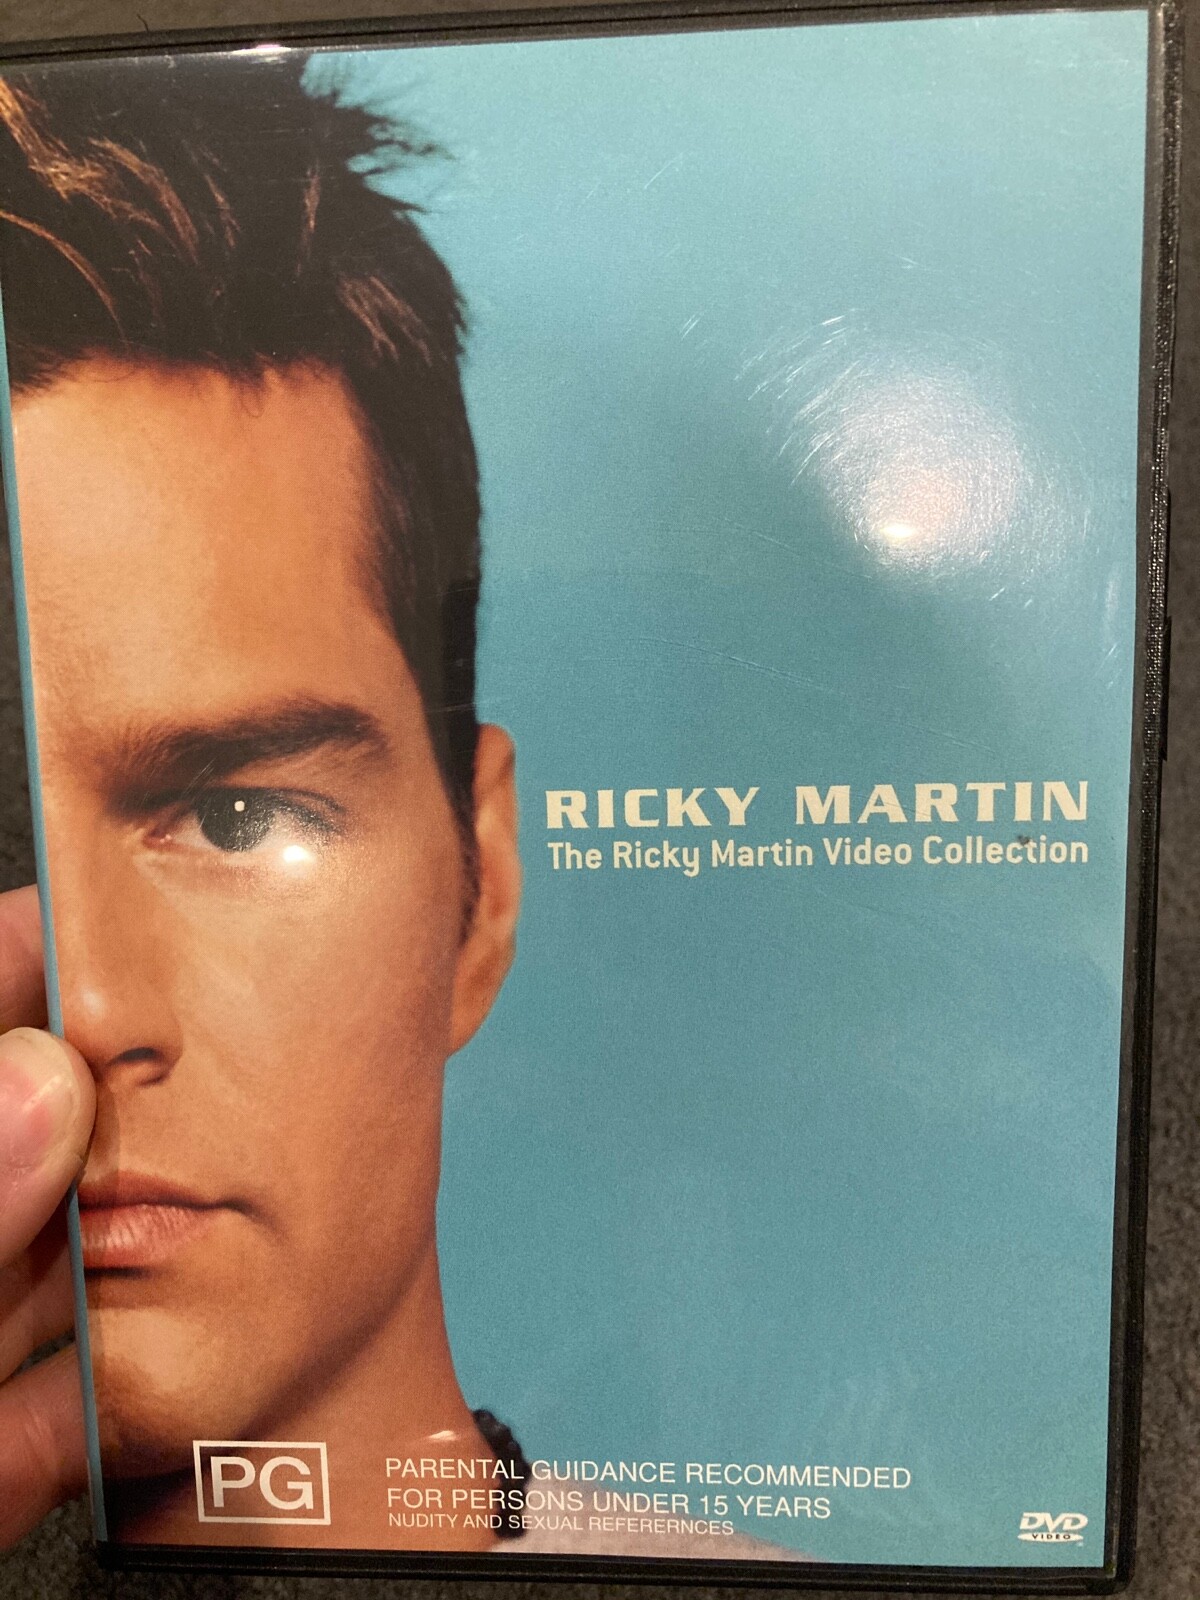 RICKY MARTIN
The Ricky Martin Video Collection
PG
PARENTAL GUIDANCE RECOMMENDED
FOR PERSONS UNDER 15 YEARS
NUDITY AND SEXUAL REFERERNCES
DVD
VIDEO